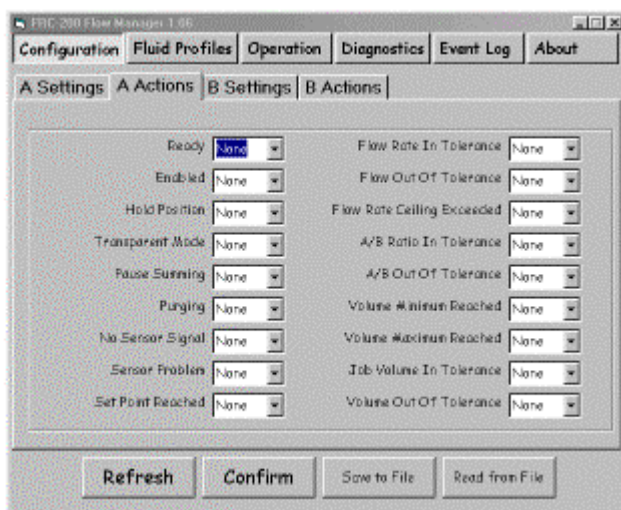 PBC-200 Flow Manager 1.06
Configuration Fluid Profiles Operation Diagnostics Event Log About
A Settings A Actions B Settings B Actions
Ready None Flow Rate In Tolerance None
Enabled None Flow Out Of Tolerance None
Hold Position None Flow Rate Ceiling Exceeded None
Transparent Mode None A/B Ratio In Tolerance None
Pause Summing None A/B Out Of Tolerance None
Purging None Volume Minimum Reached None
No Sensor Signal None Volume Maximum Reached None
Sensor Problem None Job Volume In Tolerance None
Set Point Reached None Volume Out Of Tolerance None
Refresh Confirm Save to File Read from File